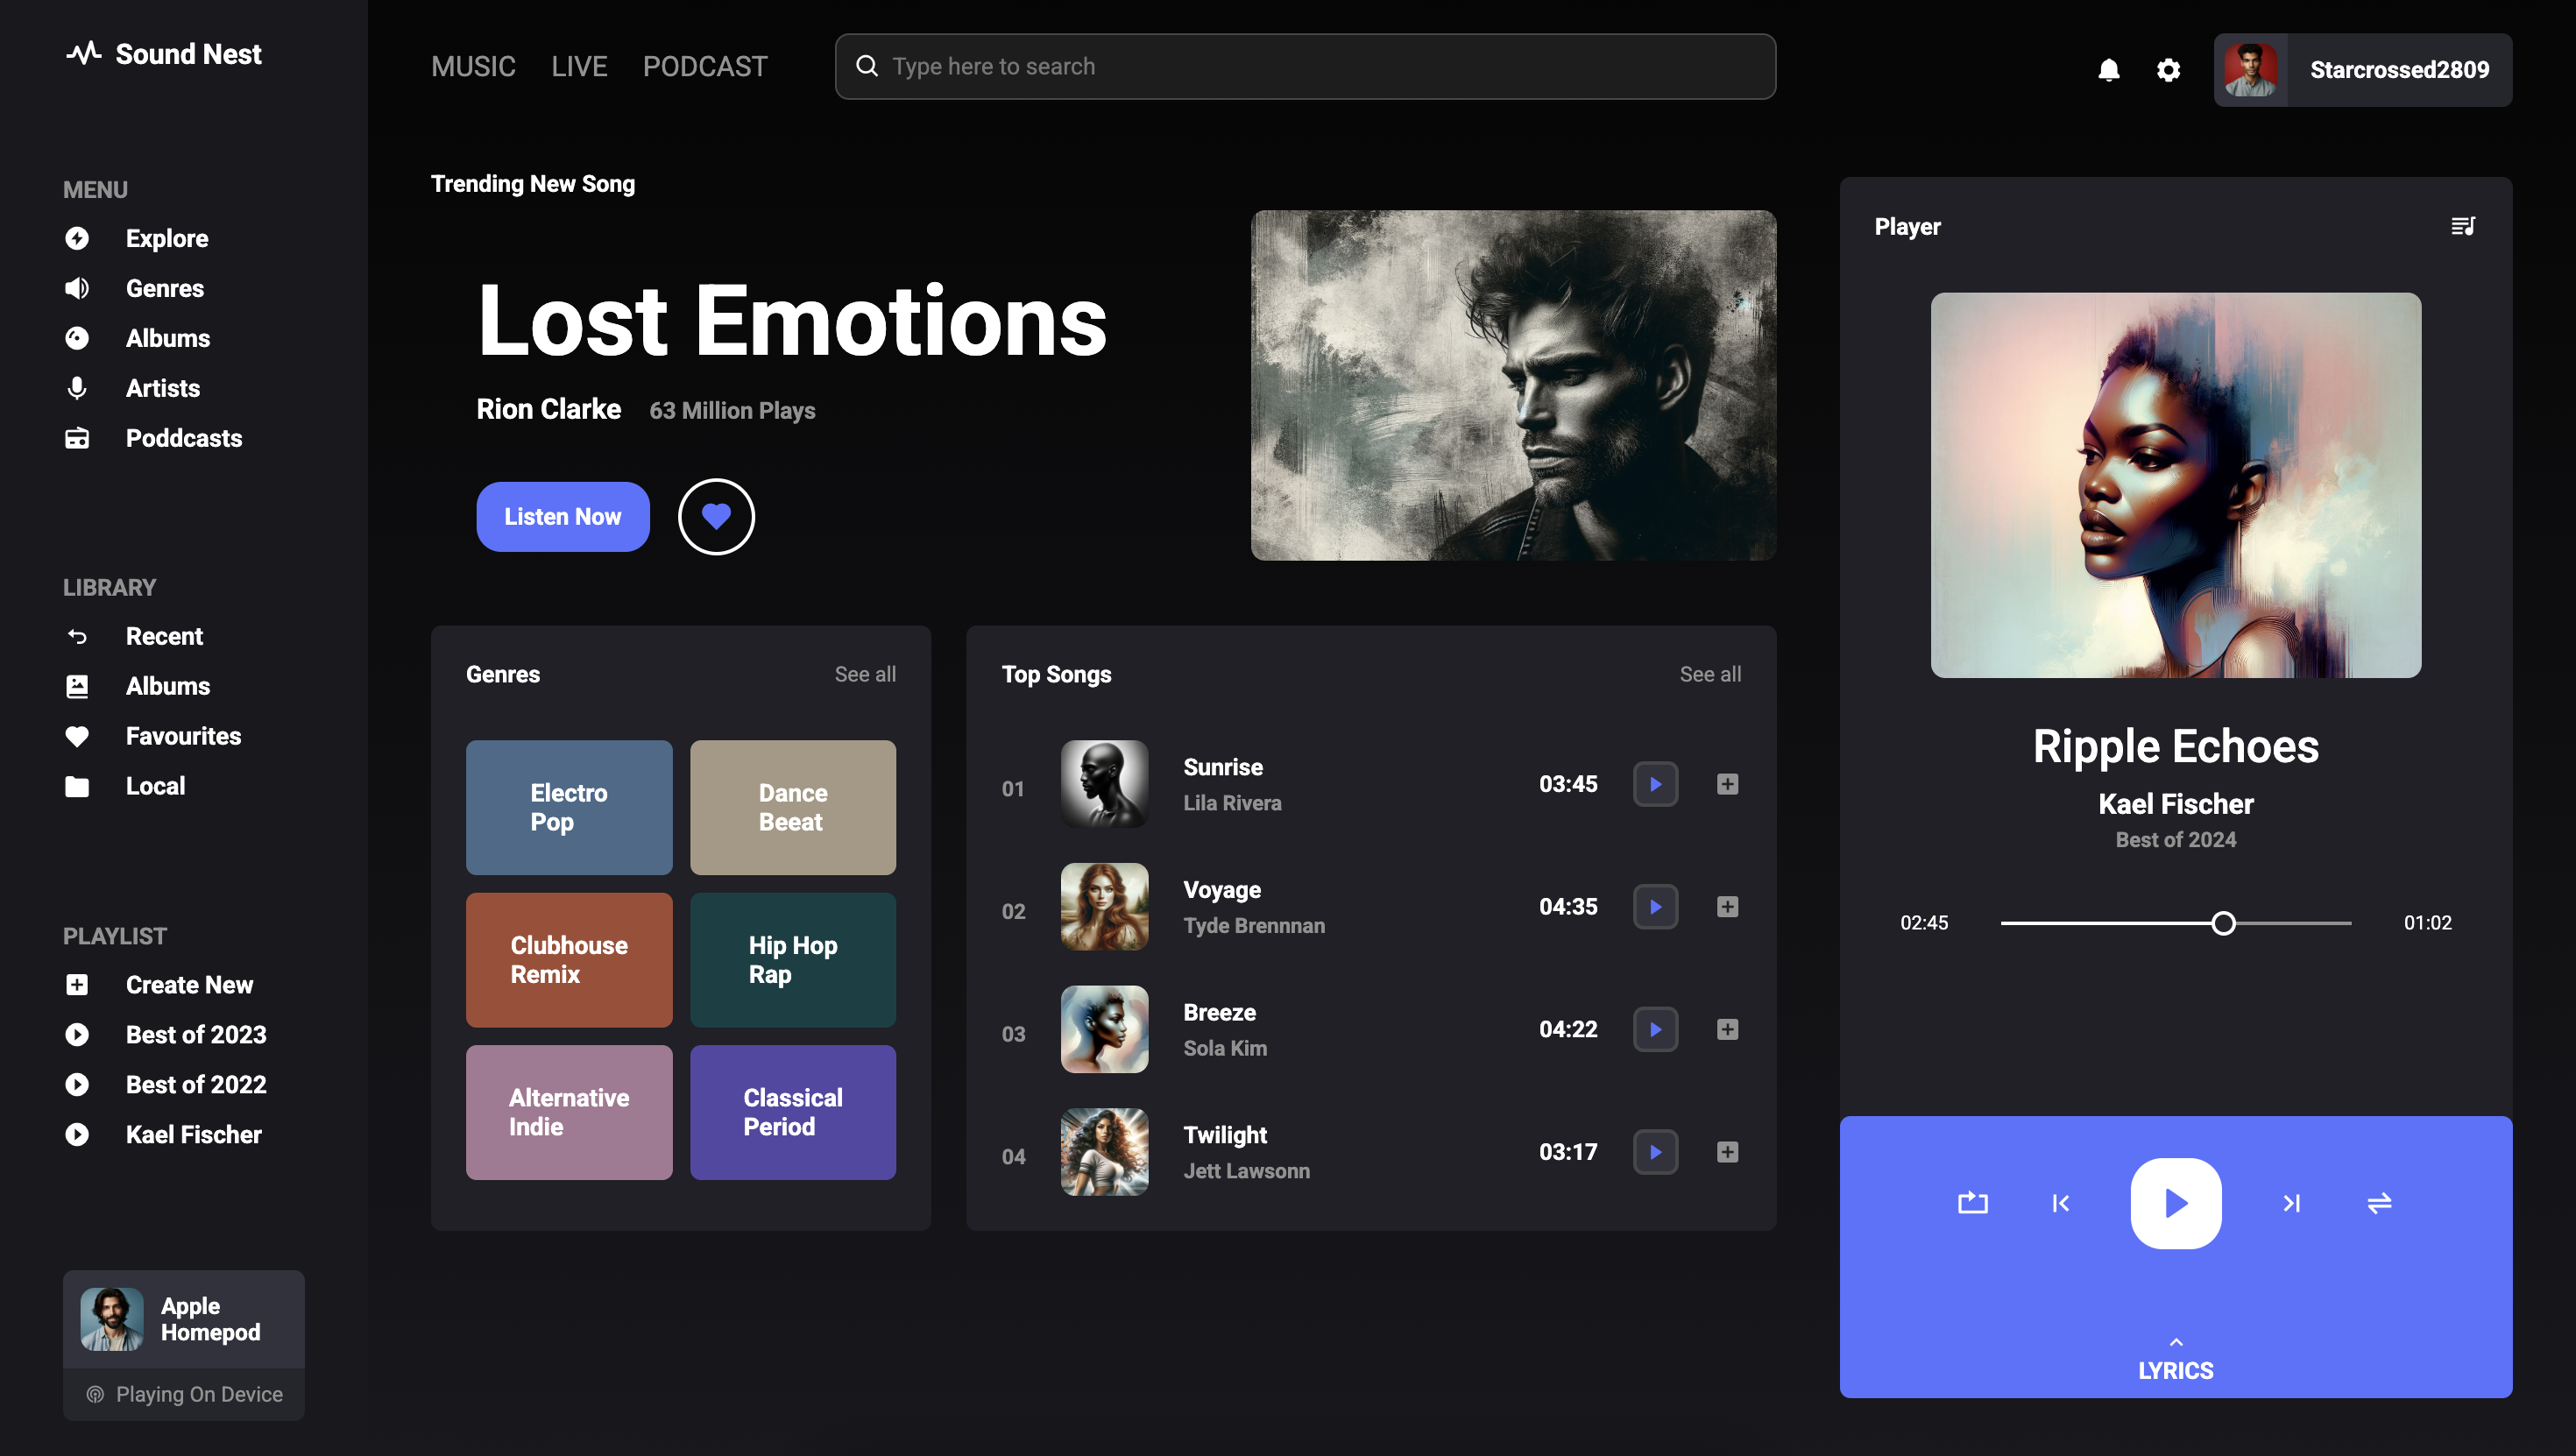 Sound Nest
MENU
Explore
Genres
Albums
Artists
Poddcasts
LIBRARY
Recent
Albums
Favourites
Local
PLAYLIST
Create New
Best of 2023
Best of 2022
Kael Fischer
Apple
Homepod
Playing On Device
MUSIC LIVE PODCAST
Type here to search
Starcrossed2809
Trending New Song
Lost Emotions
Rion Clarke 63 Million Plays
Listen Now
Genres See all
Electro
Pop
Dance
Beeat
Clubhouse
Remix
Hip Hop
Rap
Alternative
Indie
Classical
Period
Top Songs See all
01 Sunrise 03:45
Lila Rivera
02 Voyage 04:35
Tyde Brennnan
03 Breeze 04:22
Sola Kim
04 Twilight 03:17
Jett Lawsonn
Player
Ripple Echoes
Kael Fischer
Best of 2024
02:45 01:02
LYRICS